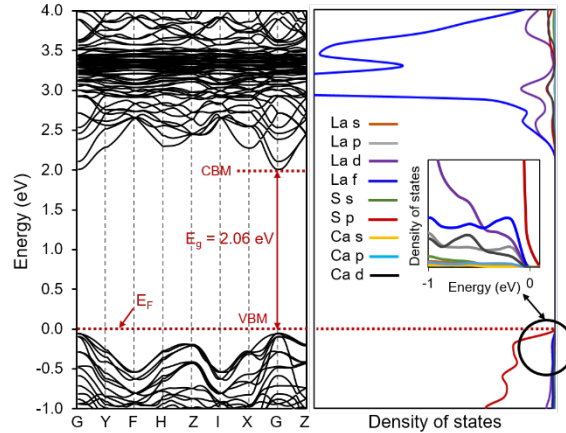 Energy (eV)
4.0
3.5
3.0
2.5
2.0
1.5
1.0
0.5
0.0
-0.5
-1.0
CBM
E_g = 2.06 eV
E_F
VBM
G Y F H Z I X G Z
La s
La p
La d
La f
S s
S p
Ca s
Ca p
Ca d
Density of states
-1 0
Energy (eV)
Density of states